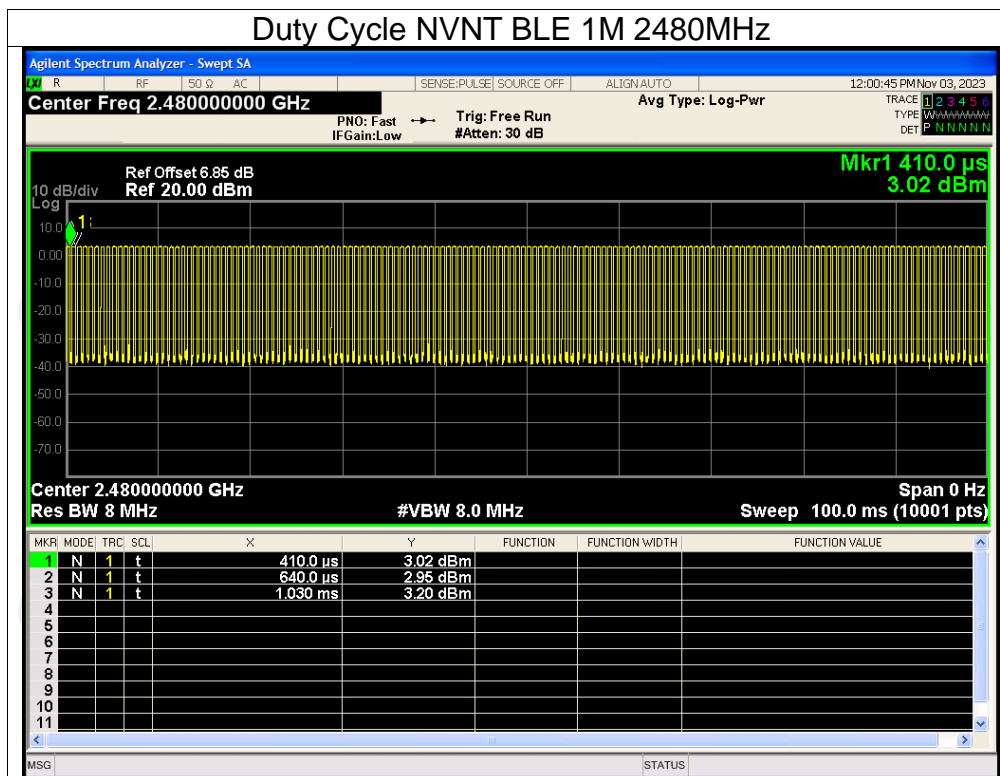 Duty Cycle NVNT BLE 1M 2480MHz
Agilent Spectrum Analyzer - Swept SA
LXI R RF 50 Ω AC SENSE:PULSE SOURCE OFF ALIGN AUTO 12:00:45 PM Nov 03, 2023
Center Freq 2.480000000 GHz
PNO: Fast
IFGain:Low
Trig: Free Run
#Atten: 30 dB
Avg Type: Log-Pwr
TRACE 1 2 3 4 5 6
TYPE WWWWWWW
DET P N N N N N
Mkr1 410.0 µs
3.02 dBm
Ref Offset 6.85 dB
10 dB/div Ref 20.00 dBm
Log
10.0
0.00
-10.0
-20.0
-30.0
-40.0
-50.0
-60.0
-70.0
1
Center 2.480000000 GHz Span 0 Hz
Res BW 8 MHz #VBW 8.0 MHz Sweep 100.0 ms (10001 pts)
MKR MODE TRC SCL X Y FUNCTION FUNCTION WIDTH FUNCTION VALUE
1 N 1 t 410.0 µs 3.02 dBm
2 N 1 t 640.0 µs 2.95 dBm
3 N 1 t 1.030 ms 3.20 dBm
4
5
6
7
8
9
10
11
MSG STATUS